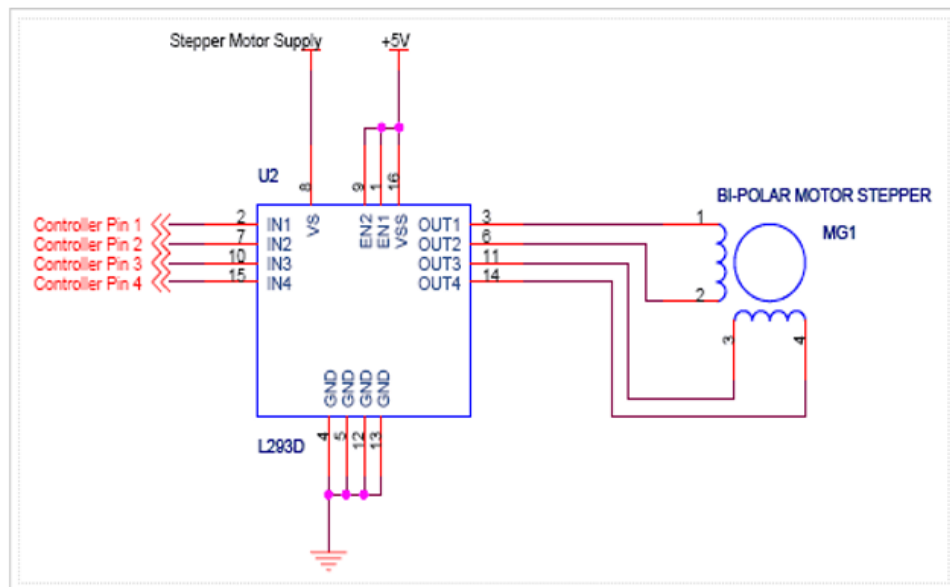 Stepper Motor Supply +5V
U2
8 9 1 16
VS EN2 EN1 VSS
BI-POLAR MOTOR STEPPER
MG1
Controller Pin 1 2 IN1 OUT1 3 1
Controller Pin 2 7 IN2 OUT2 6
Controller Pin 3 10 IN3 OUT3 11
Controller Pin 4 15 IN4 OUT4 14
2
3 4
GND GND GND GND
4 5 12 13
L293D